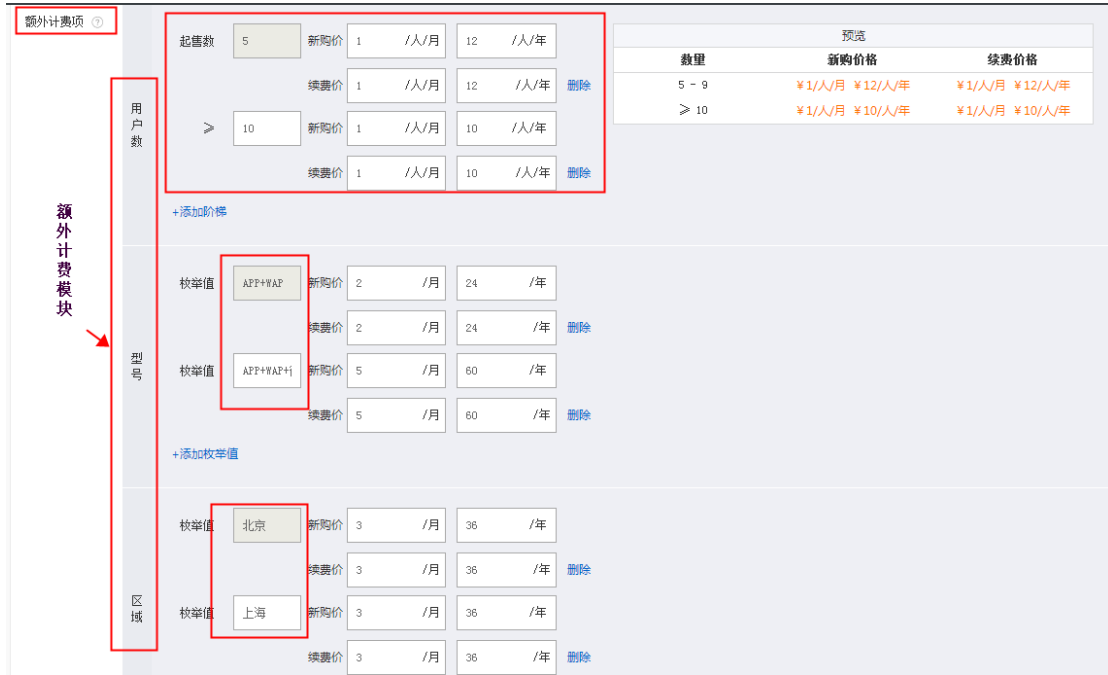 额外计费项 ?
起售数 5 新购价 1 /人/月 12 /人/年
续费价 1 /人/月 12 /人/年 删除
≥ 10 新购价 1 /人/月 10 /人/年
续费价 1 /人/月 10 /人/年 删除
+添加阶梯
用户数
预览
数量 新购价格 续费价格
5 - 9 ¥1/人/月 ¥12/人/年 ¥1/人/月 ¥12/人/年
≥ 10 ¥1/人/月 ¥10/人/年 ¥1/人/月 ¥10/人/年
额外计费模块
型号
枚举值 APP+WAP 新购价 2 /月 24 /年
续费价 2 /月 24 /年 删除
枚举值 APP+WAP+ 新购价 5 /月 60 /年
续费价 5 /月 60 /年 删除
+添加枚举值
区域
枚举值 北京 新购价 3 /月 36 /年
续费价 3 /月 36 /年 删除
枚举值 上海 新购价 3 /月 36 /年
续费价 3 /月 36 /年 删除